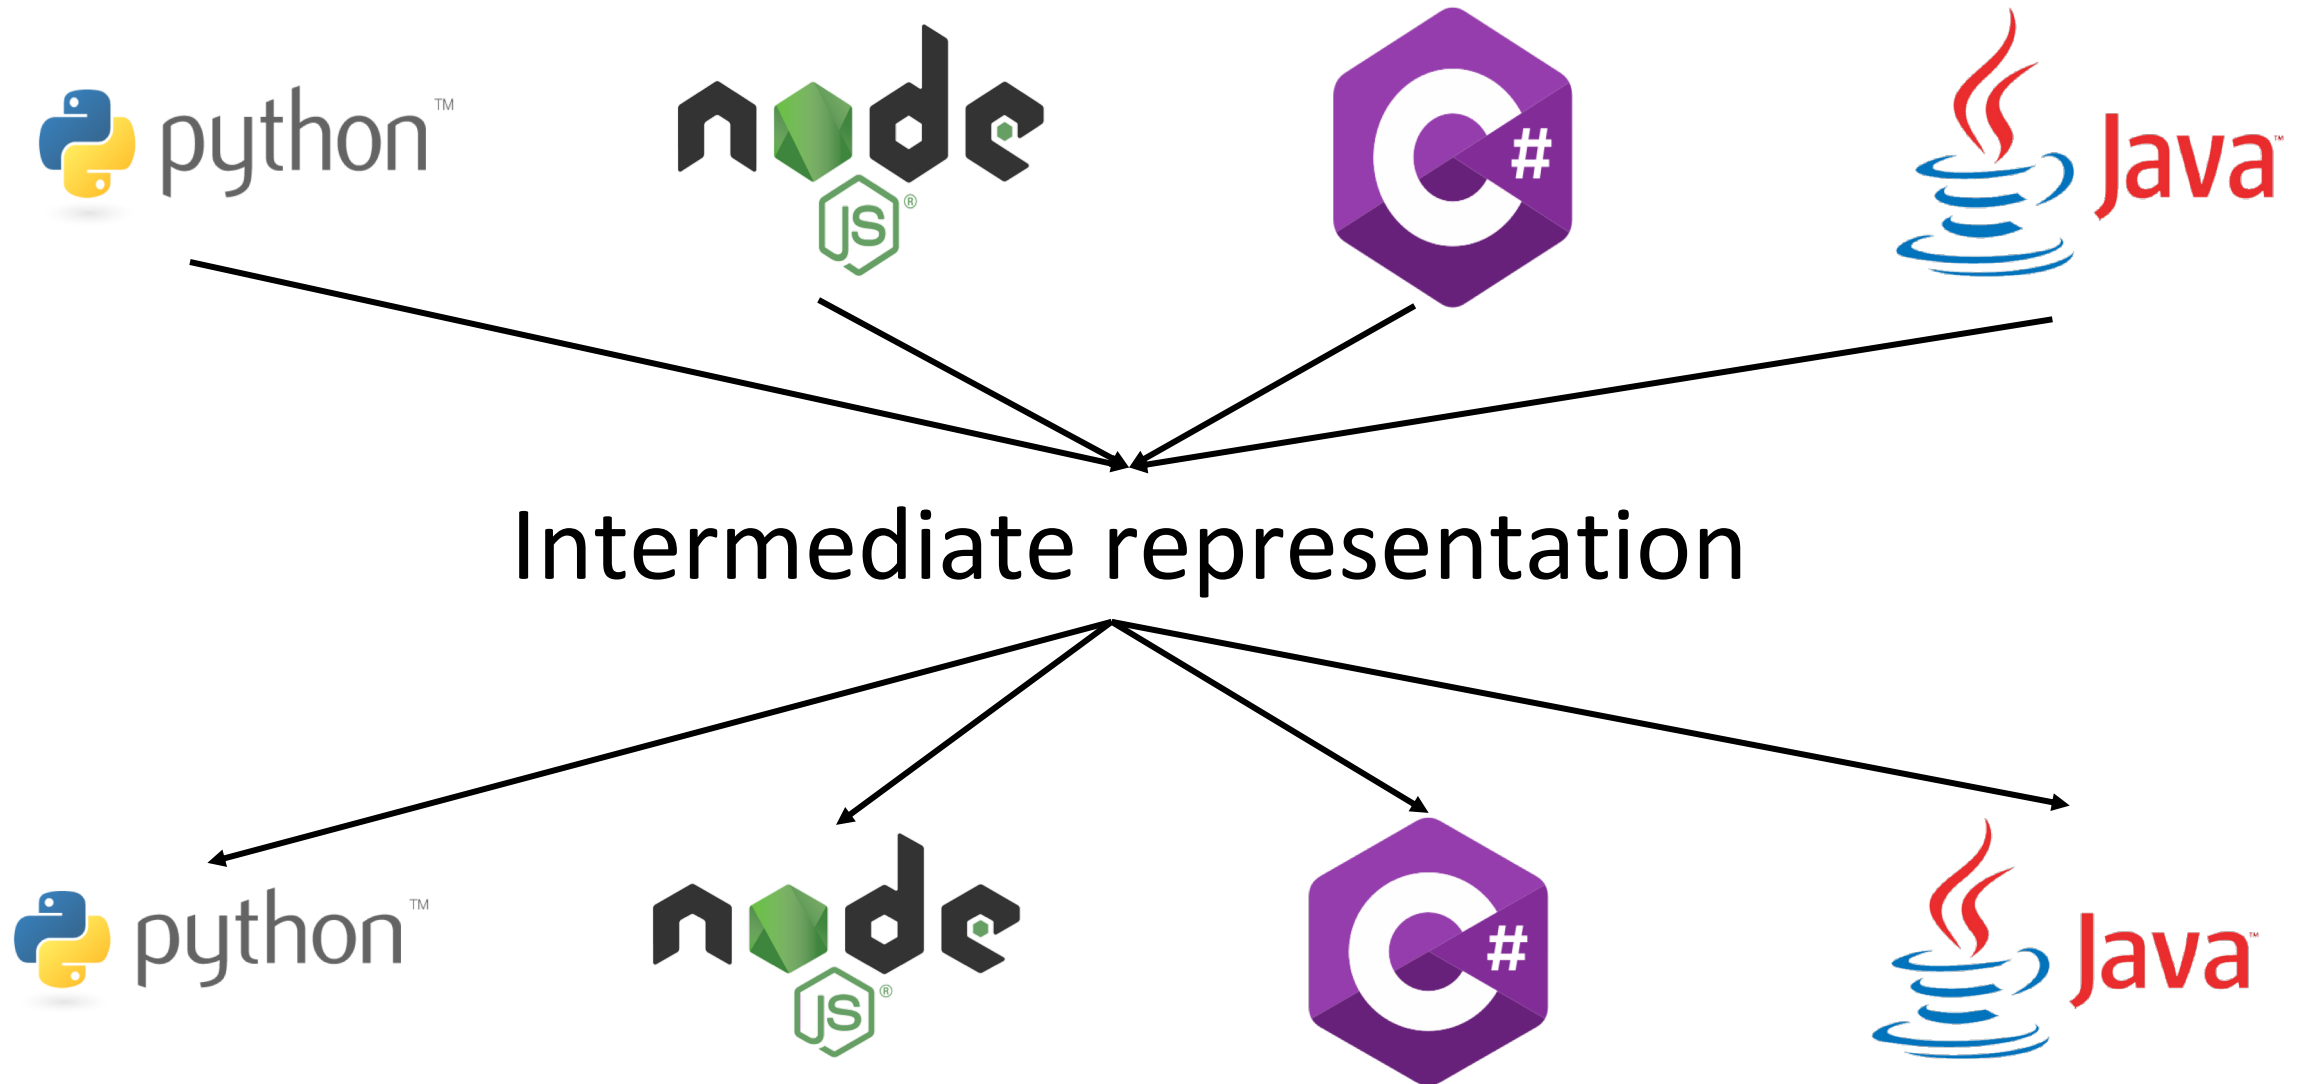 python™
node
JS®
C#
Java™
Intermediate representation
python™
node
JS®
C#
Java™